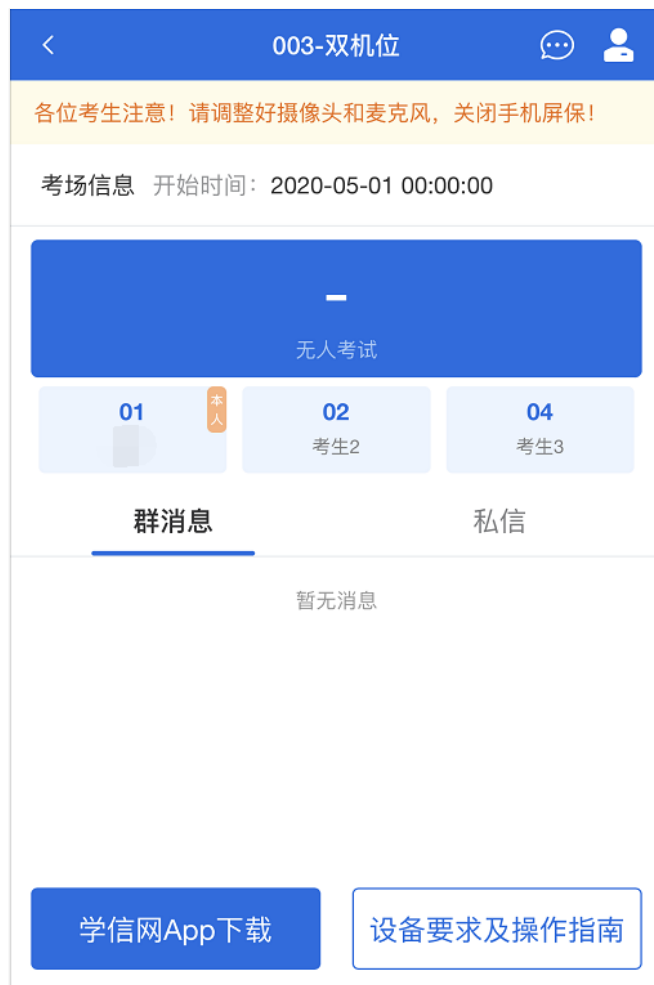 003-双机位
各位考生注意！请调整好摄像头和麦克风，关闭手机屏保！
考场信息 开始时间：2020-05-01 00:00:00
-
无人考试
01 本人 02 04
考生2 考生3
群消息 私信
暂无消息
学信网App下载 设备要求及操作指南